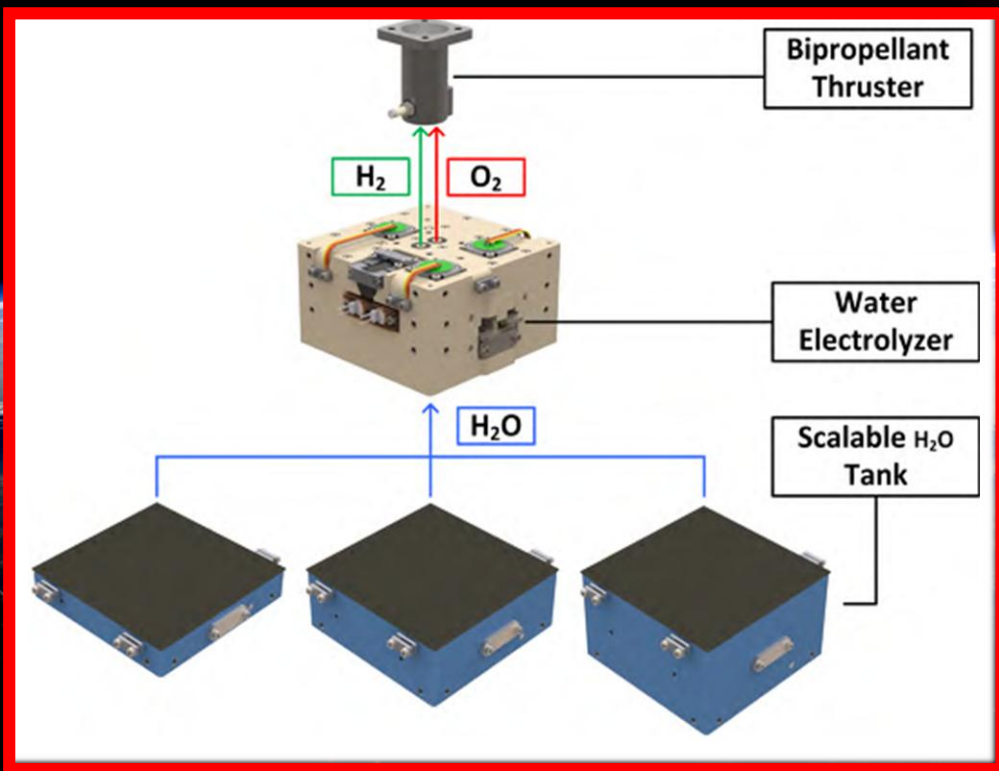 Bipropellant
Thruster
H₂
O₂
Water
Electrolyzer
H₂O
Scalable H₂O
Tank